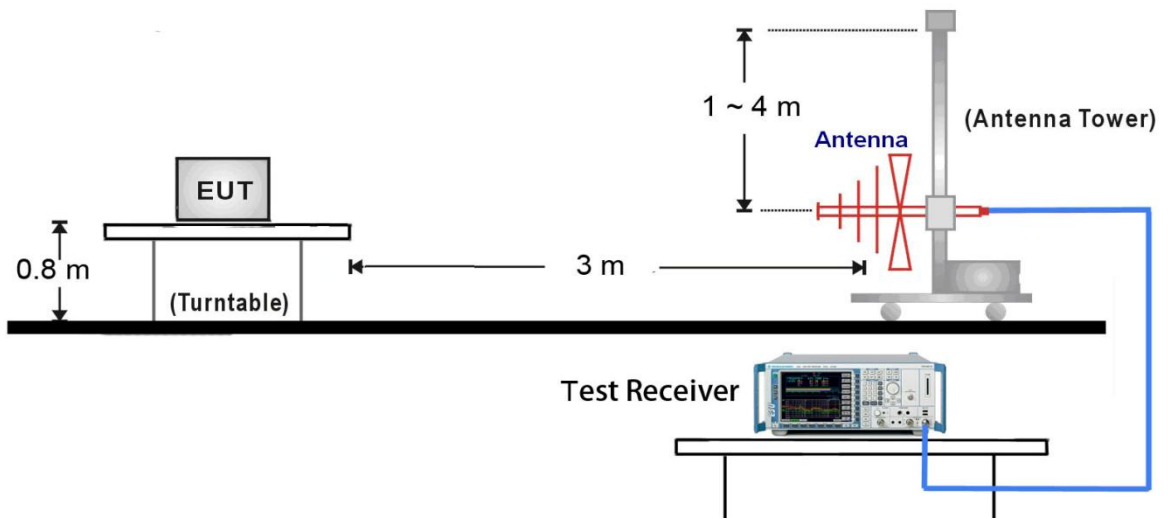 1 ~ 4 m
(Antenna Tower)
Antenna
EUT
0.8 m
3 m
(Turntable)
Test Receiver